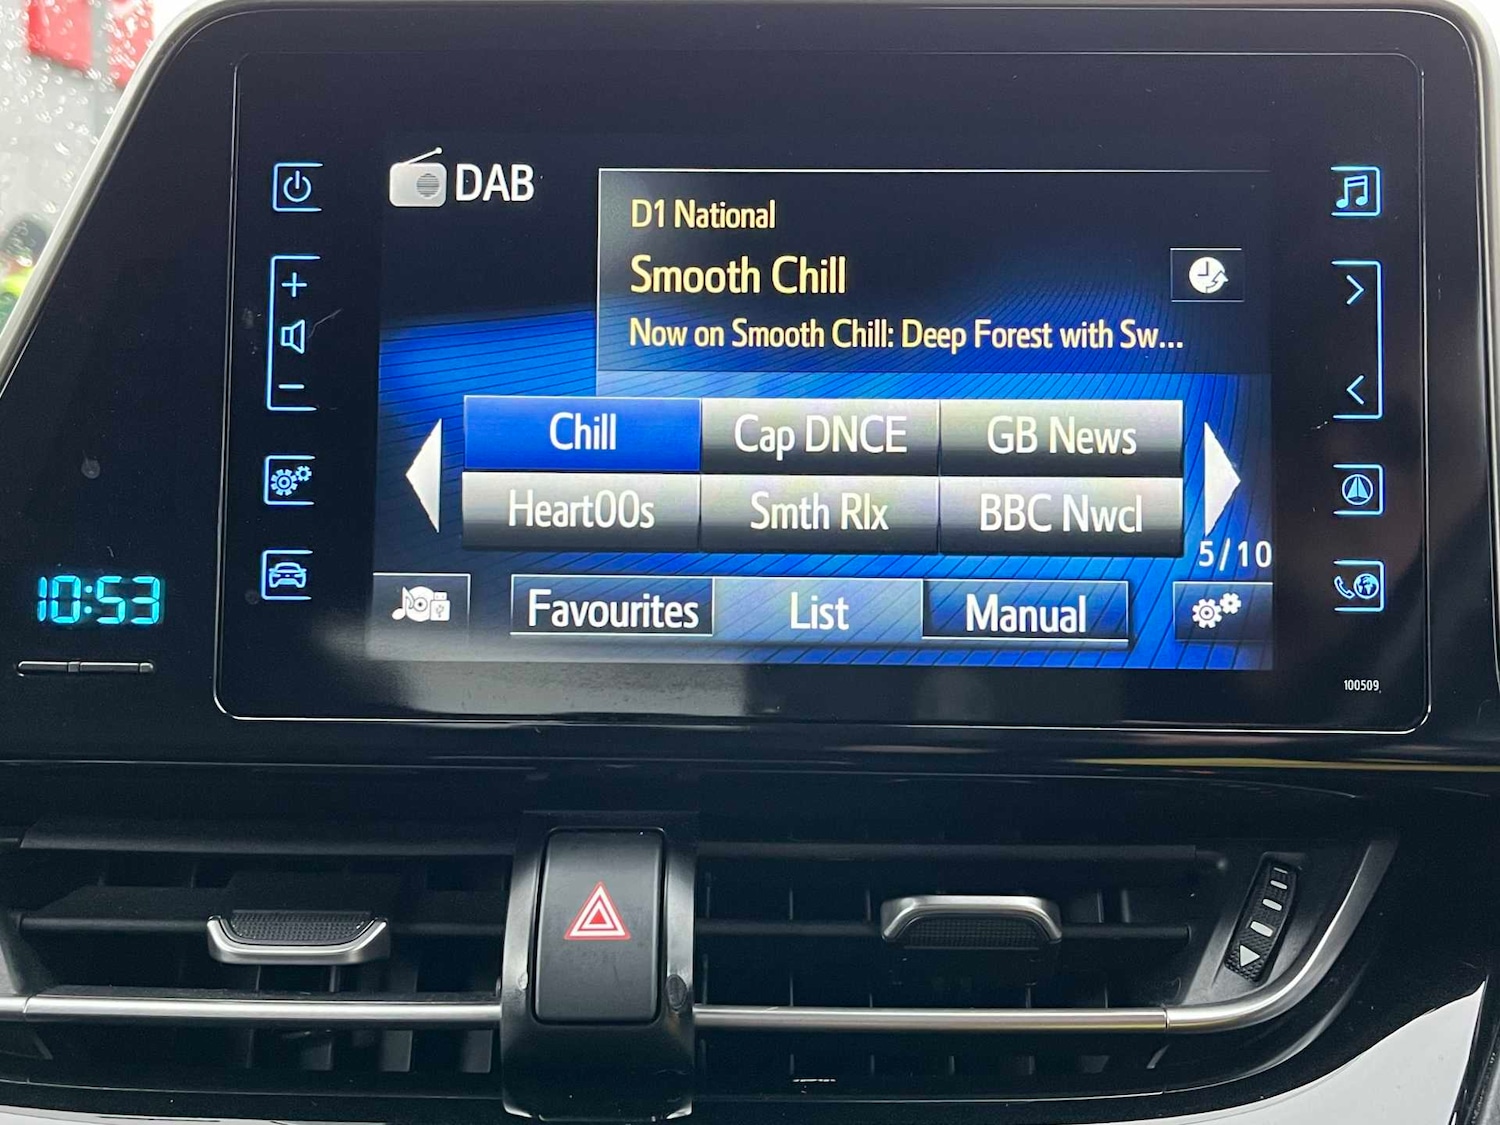 DAB
D1 National
Smooth Chill
Now on Smooth Chill: Deep Forest with Sw...
Chill Cap DNCE GB News
Heart00s Smth Rlx BBC Nwcl
5/10
Favourites List Manual
10:53
100509